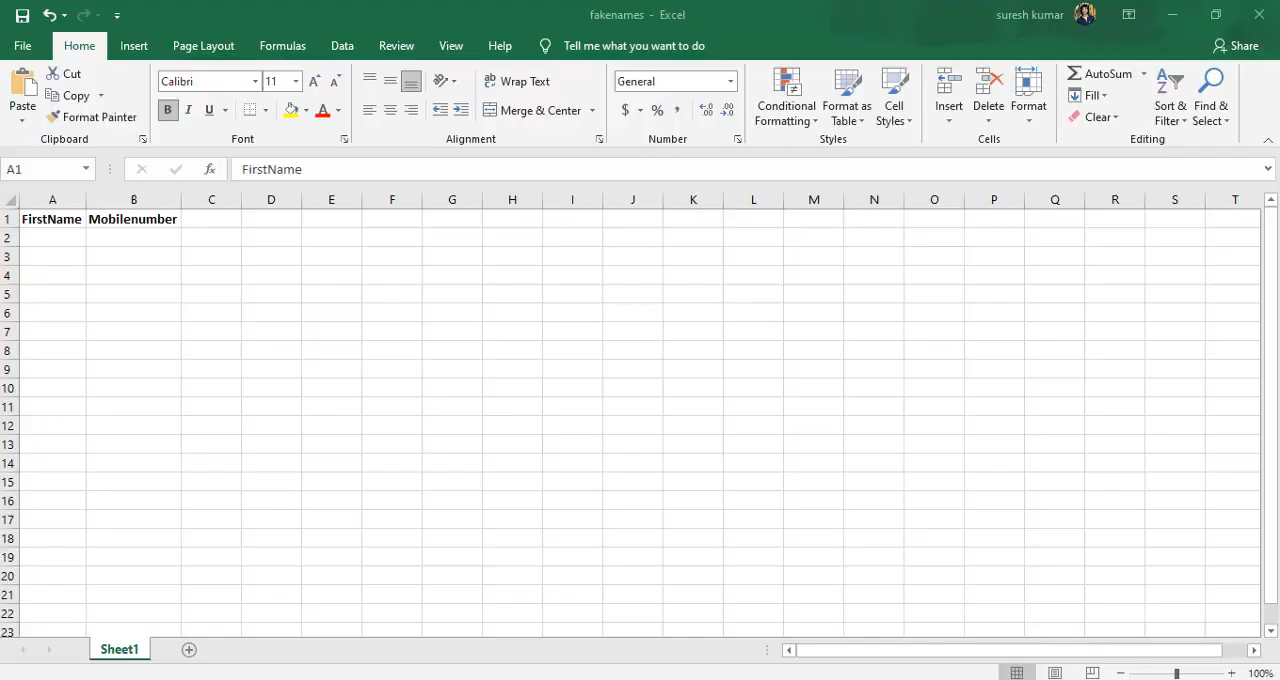 fakenames - Excel
suresh kumar
File Home Insert Page Layout Formulas Data Review View Help Tell me what you want to do
Share
Paste
Cut
Copy
Format Painter
Clipboard
Calibri 11
B I U
A
Font
Wrap Text
Merge & Center
Alignment
General
$ % ,
Number
Conditional Formatting
Format as Table
Cell Styles
Styles
Insert Delete Format
Cells
AutoSum
Fill
Clear
Sort & Filter
Find & Select
Editing
A1 fx FirstName
A B C D E F G H I J K L M N O P Q R S T
1 FirstName Mobilenumber
2
3
4
5
6
7
8
9
10
11
12
13
14
15
16
17
18
19
20
21
22
23
Sheet1
100%